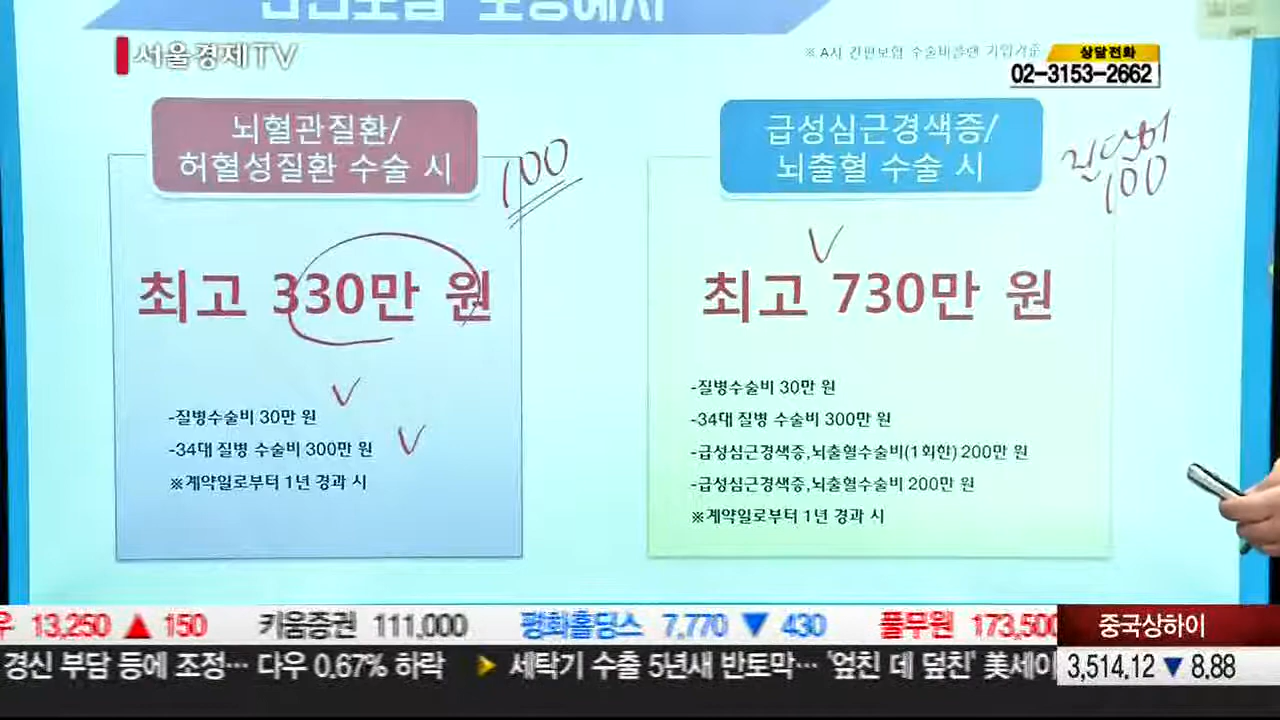 서울경제TV
※ A사 간편보험 수술비플랜 가입기준
상담전화
02-3153-2662
뇌혈관질환/
허혈성질환 수술 시
100
최고 330만 원
-질병수술비 30만 원
-34대 질병 수술비 300만 원
※계약일로부터 1년 경과 시
급성심근경색증/
뇌출혈 수술 시
진단비
100
최고 730만 원
-질병수술비 30만 원
-34대 질병 수술비 300만 원
-급성심근경색증,뇌출혈수술비(1회한) 200만 원
-급성심근경색증,뇌출혈수술비 200만 원
※계약일로부터 1년 경과 시
13,250 ▲ 150 키움증권 111,000 평화홀딩스 7,770 ▼ 430 풀무원 173,500
중국상하이
경신 부담 등에 조정… 다우 0.67% 하락 ▶ 세탁기 수출 5년새 반토막… '엎친 데 덮친' 美세이
3,514.12 ▼ 8.88